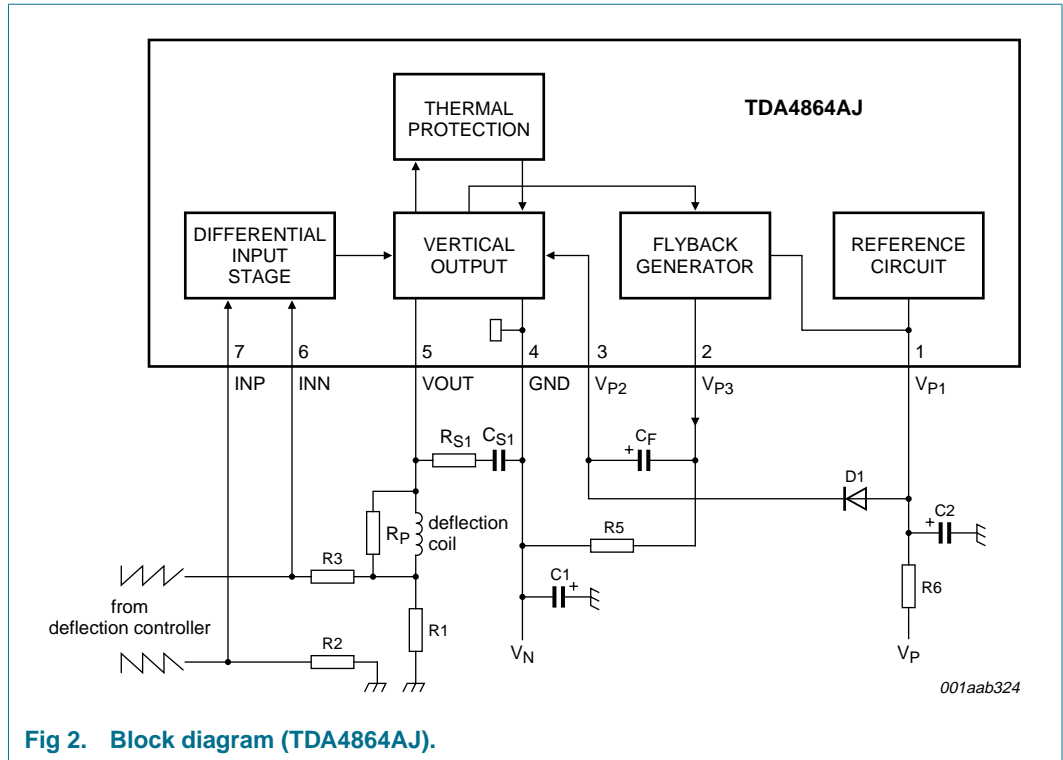 THERMAL
PROTECTION
TDA4864AJ
DIFFERENTIAL
INPUT
STAGE
VERTICAL
OUTPUT
FLYBACK
GENERATOR
REFERENCE
CIRCUIT
7 6 5 4 3 2 1
INP INN VOUT GND VP2 VP3 VP1
RS1 CS1
+ CF
D1
RP
deflection
coil
R5
+ C2
R3
C1 +
R6
from
deflection controller
R1
R2
VN
VP
001aab324
Fig 2. Block diagram (TDA4864AJ).